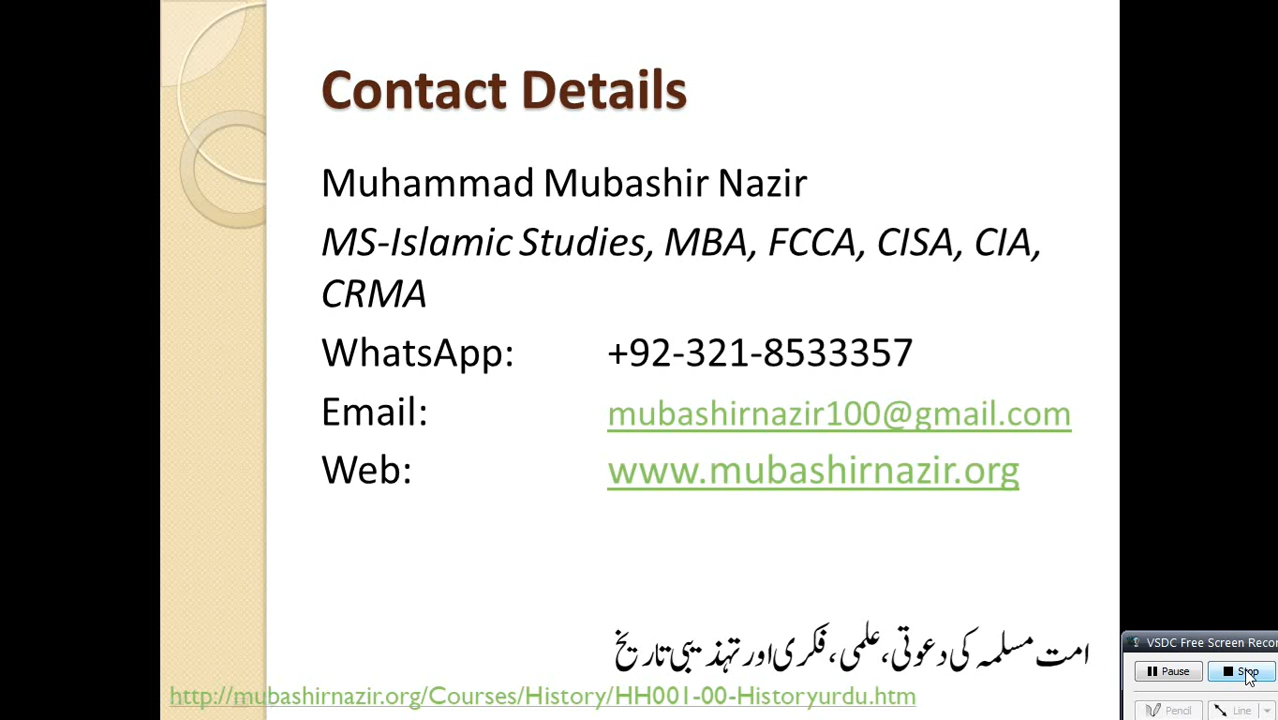 Contact Details
Muhammad Mubashir Nazir
MS-Islamic Studies, MBA, FCCA, CISA, CIA,
CRMA
WhatsApp: +92-321-8533357
Email: mubashirnazir100@gmail.com
Web: www.mubashirnazir.org
امت مسلمہ کی دعوتی، علمی، فکری اور تہذیبی تاریخ
http://mubashirnazir.org/Courses/History/HH001-00-Historyurdu.htm
VSDC Free Screen Recor
Pause Stop
Pencil Line